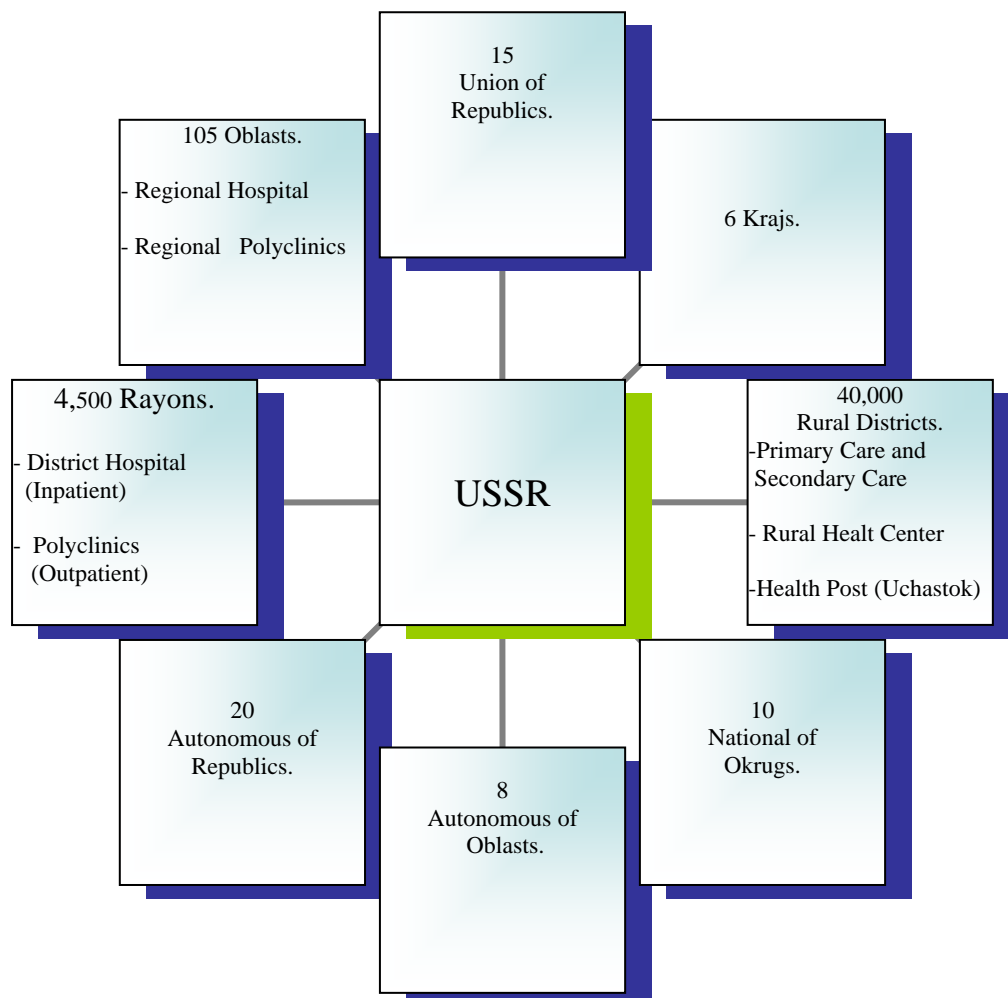 15
Union of
Republics.
105 Oblasts.
- Regional Hospital
- Regional Polyclinics
6 Krajs.
4,500 Rayons.
- District Hospital
(Inpatient)
- Polyclinics
(Outpatient)
USSR
40,000
Rural Districts.
-Primary Care and
Secondary Care
- Rural Healt Center
-Health Post (Uchastok)
20
Autonomous of
Republics.
8
Autonomous of
Oblasts.
10
National of
Okrugs.